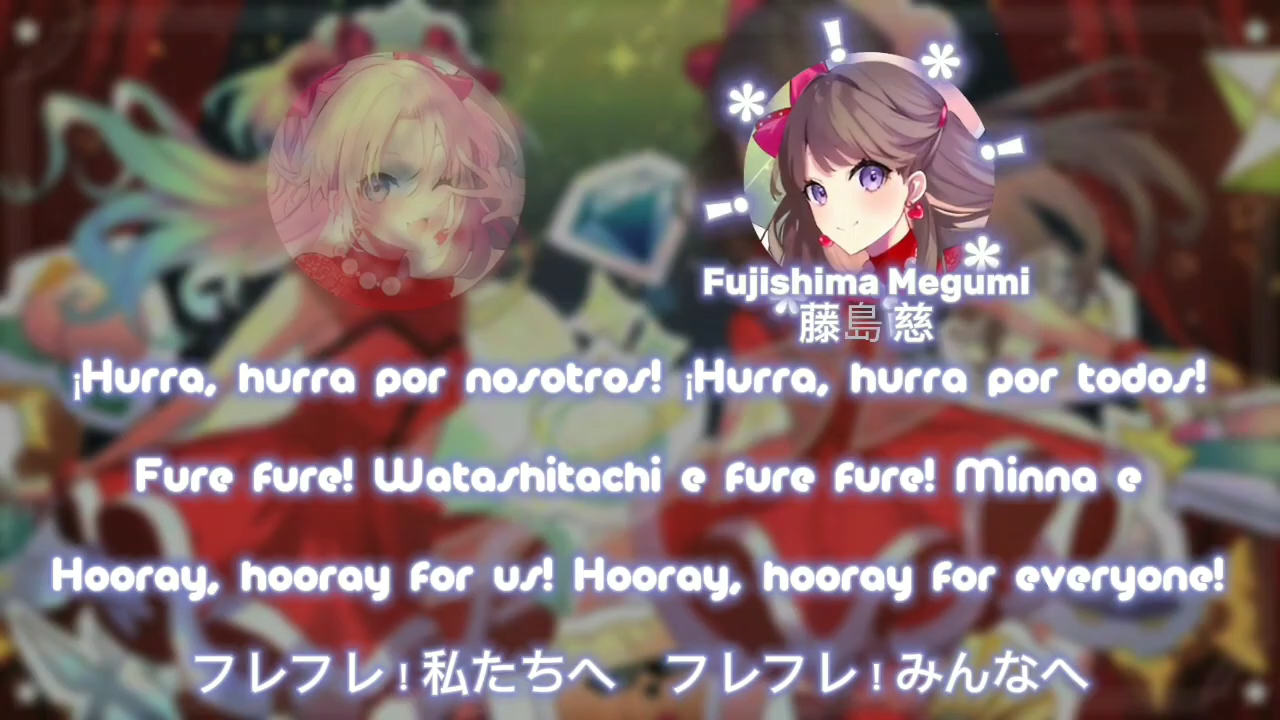 Fujishima Megumi
藤島 慈
¡Hurra, hurra por nosotros! ¡Hurra, hurra por todos!
Fure fure! Watashitachi e fure fure! Minna e
Hooray, hooray for us! Hooray, hooray for everyone!
フレフレ！私たちへ　フレフレ！みんなへ